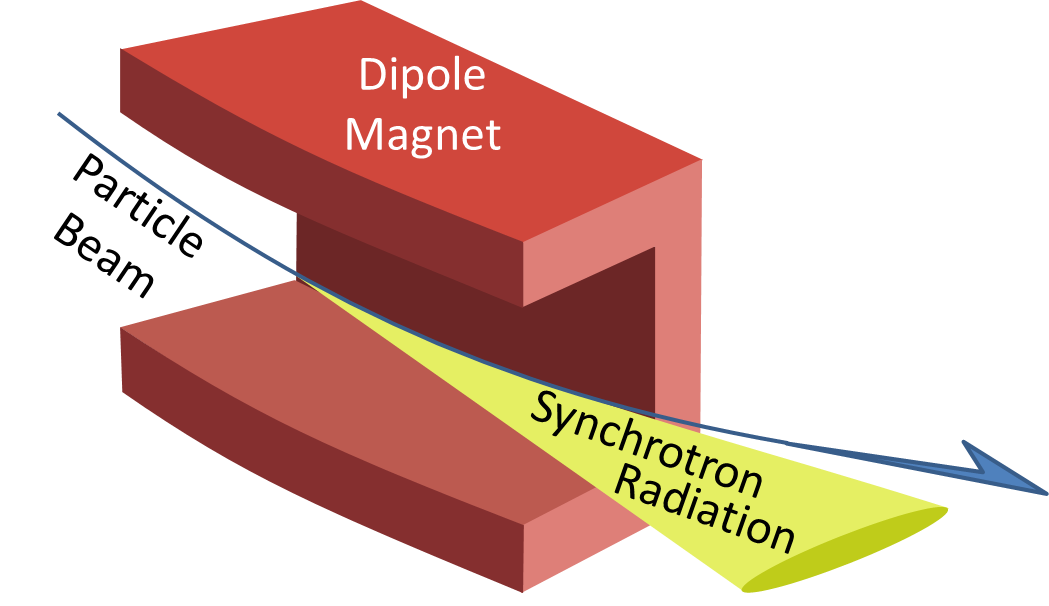 Dipole
Magnet
Particle
Beam
Synchrotron
Radiation